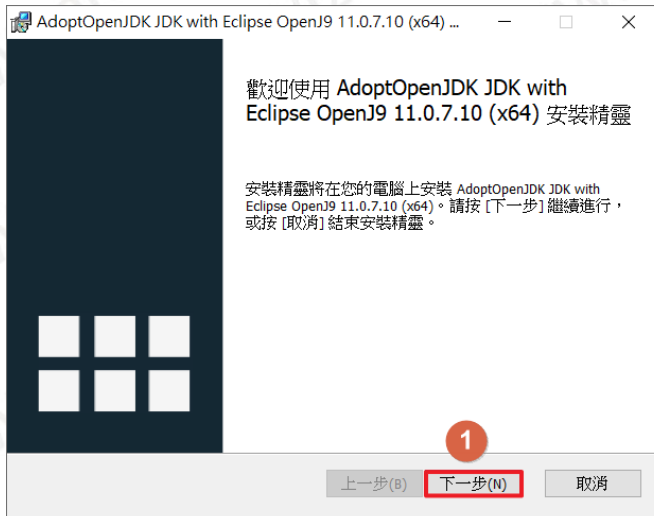 AdoptOpenJDK JDK with Eclipse OpenJ9 11.0.7.10 (x64) ...
歡迎使用 AdoptOpenJDK JDK with
Eclipse OpenJ9 11.0.7.10 (x64) 安裝精靈
安裝精靈將在您的電腦上安裝 AdoptOpenJDK JDK with
Eclipse OpenJ9 11.0.7.10 (x64)。請按 [下一步] 繼續進行，
或按 [取消] 結束安裝精靈。
1
上一步(B) 下一步(N) 取消